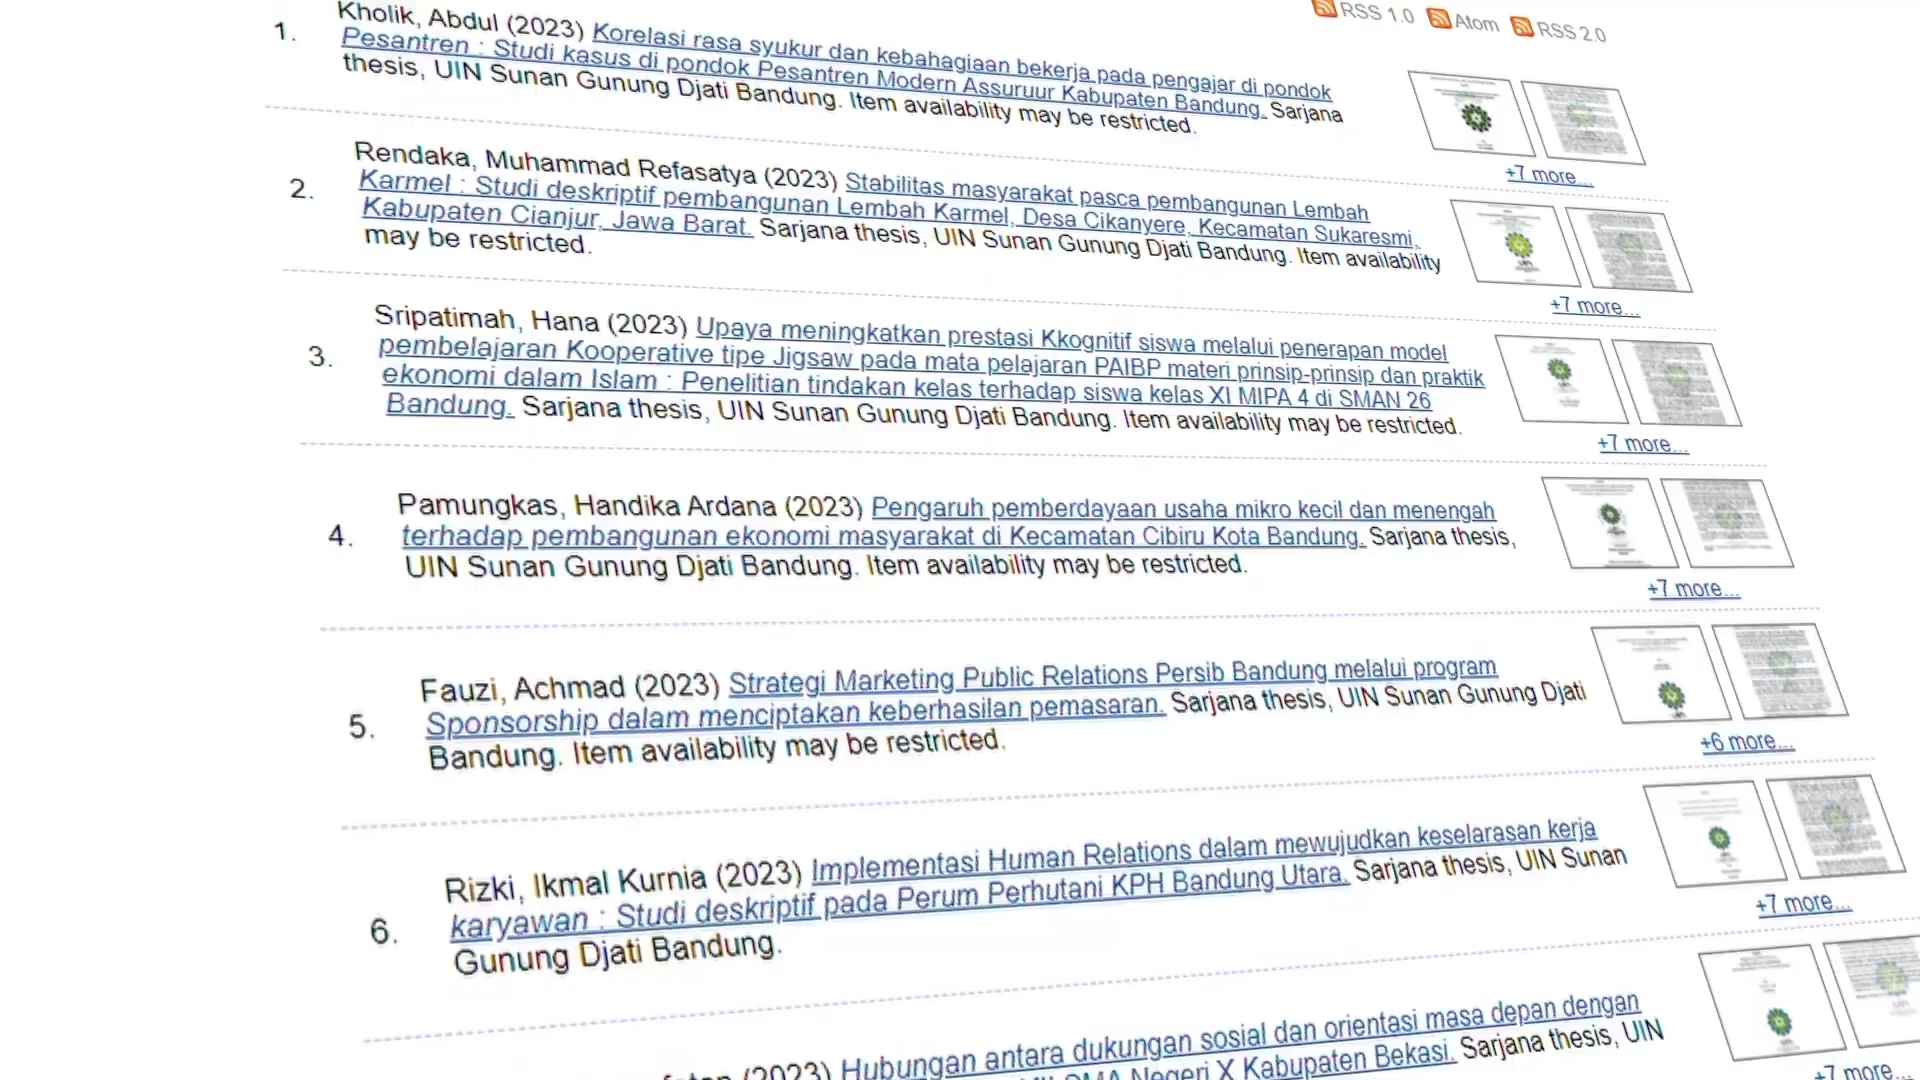 RSS 1.0 Atom RSS 2.0
1.
Kholik, Abdul (2023) Korelasi rasa syukur dan kebahagiaan bekerja pada pengajar di pondok
Pesantren : Studi kasus di pondok Pesantren Modern Assuruur Kabupaten Bandung. Sarjana
thesis, UIN Sunan Gunung Djati Bandung. Item availability may be restricted.
+7 more...
2.
Rendaka, Muhammad Refasatya (2023) Stabilitas masyarakat pasca pembangunan Lembah
Karmel : Studi deskriptif pembangunan Lembah Karmel, Desa Cikanyere, Kecamatan Sukaresmi,
Kabupaten Cianjur, Jawa Barat. Sarjana thesis, UIN Sunan Gunung Djati Bandung. Item availability
may be restricted.
+7 more...
3.
Sripatimah, Hana (2023) Upaya meningkatkan prestasi Kkognitif siswa melalui penerapan model
pembelajaran Kooperative tipe Jigsaw pada mata pelajaran PAIBP materi prinsip-prinsip dan praktik
ekonomi dalam Islam : Penelitian tindakan kelas terhadap siswa kelas XI MIPA 4 di SMAN 26
Bandung. Sarjana thesis, UIN Sunan Gunung Djati Bandung. Item availability may be restricted.
+7 more...
4.
Pamungkas, Handika Ardana (2023) Pengaruh pemberdayaan usaha mikro kecil dan menengah
terhadap pembangunan ekonomi masyarakat di Kecamatan Cibiru Kota Bandung. Sarjana thesis,
UIN Sunan Gunung Djati Bandung. Item availability may be restricted.
+7 more...
5.
Fauzi, Achmad (2023) Strategi Marketing Public Relations Persib Bandung melalui program
Sponsorship dalam menciptakan keberhasilan pemasaran. Sarjana thesis, UIN Sunan Gunung Djati
Bandung. Item availability may be restricted.
+6 more...
6.
Rizki, Ikmal Kurnia (2023) Implementasi Human Relations dalam mewujudkan keselarasan kerja
karyawan : Studi deskriptif pada Perum Perhutani KPH Bandung Utara. Sarjana thesis, UIN Sunan
Gunung Djati Bandung.
+7 more...
(2023) Hubungan antara dukungan sosial dan orientasi masa depan dengan
Negeri X Kabupaten Bekasi. Sarjana thesis, UIN
+7 more...